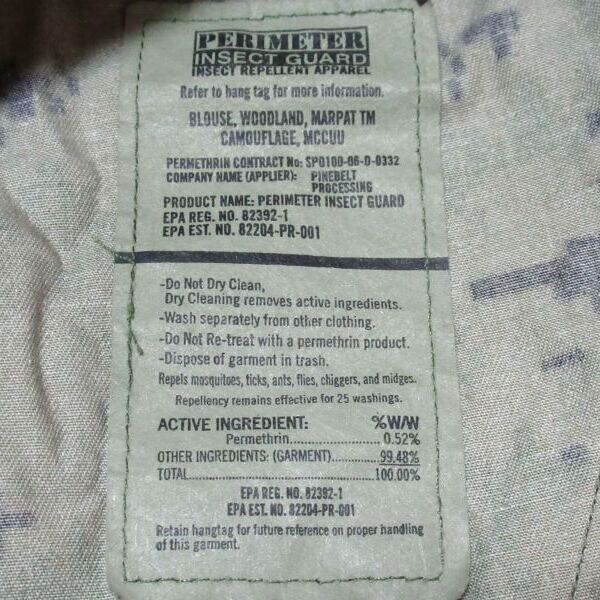 PERIMETER
INSECT GUARD
INSECT REPELLENT APPAREL
Refer to hang tag for more information.
BLOUSE, WOODLAND, MARPAT TM
CAMOUFLAGE, MCCUU
PERMETHRIN CONTRACT No: SPO100-06-D-0332
COMPANY NAME (APPLIER): PINEBELT
PROCESSING
PRODUCT NAME: PERIMETER INSECT GUARD
EPA REG. NO. 82392-1
EPA EST. NO. 82204-PR-001
-Do Not Dry Clean,
Dry Cleaning removes active ingredients.
-Wash separately from other clothing.
-Do Not Re-treat with a permethrin product.
-Dispose of garment in trash.
Repels mosquitoes, ticks, ants, flies, chiggers, and midges.
Repellency remains effective for 25 washings.
ACTIVE INGREDIENT: %W/W
Permethrin....................0.52%
OTHER INGREDIENTS: (GARMENT)..........99.48%
TOTAL........................................100.00%
EPA REG. NO. 82392-1
EPA EST. NO. 82204-PR-001
Retain hangtag for future reference on proper handling
of this garment.